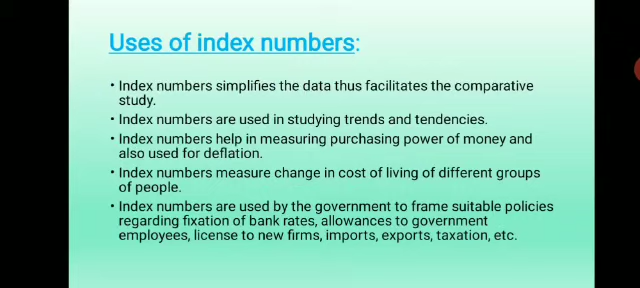 Uses of index numbers:
• Index numbers simplifies the data thus facilitates the comparative
study.
• Index numbers are used in studying trends and tendencies.
• Index numbers help in measuring purchasing power of money and
also used for deflation.
• Index numbers measure change in cost of living of different groups
of people.
• Index numbers are used by the government to frame suitable policies
regarding fixation of bank rates, allowances to government
employees, license to new firms, imports, exports, taxation, etc.